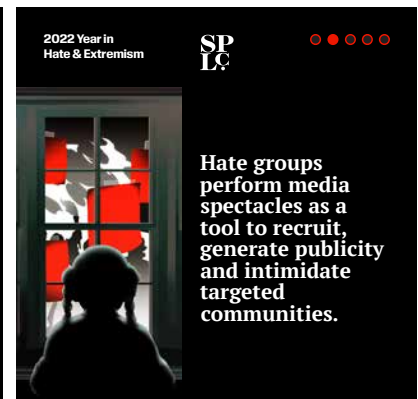 2022 Year in
Hate & Extremism
SP
LC
Hate groups
perform media
spectacles as a
tool to recruit,
generate publicity
and intimidate
targeted
communities.